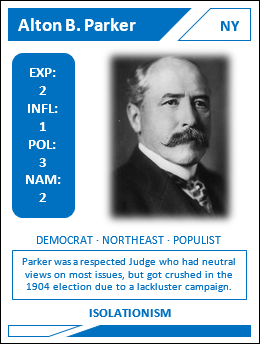 Alton B. Parker NY
EXP:
2
INFL:
1
POL:
3
NAM:
2
DEMOCRAT · NORTHEAST · POPULIST
Parker was a respected Judge who had neutral
views on most issues, but got crushed in the
1904 election due to a lackluster campaign.
ISOLATIONISM